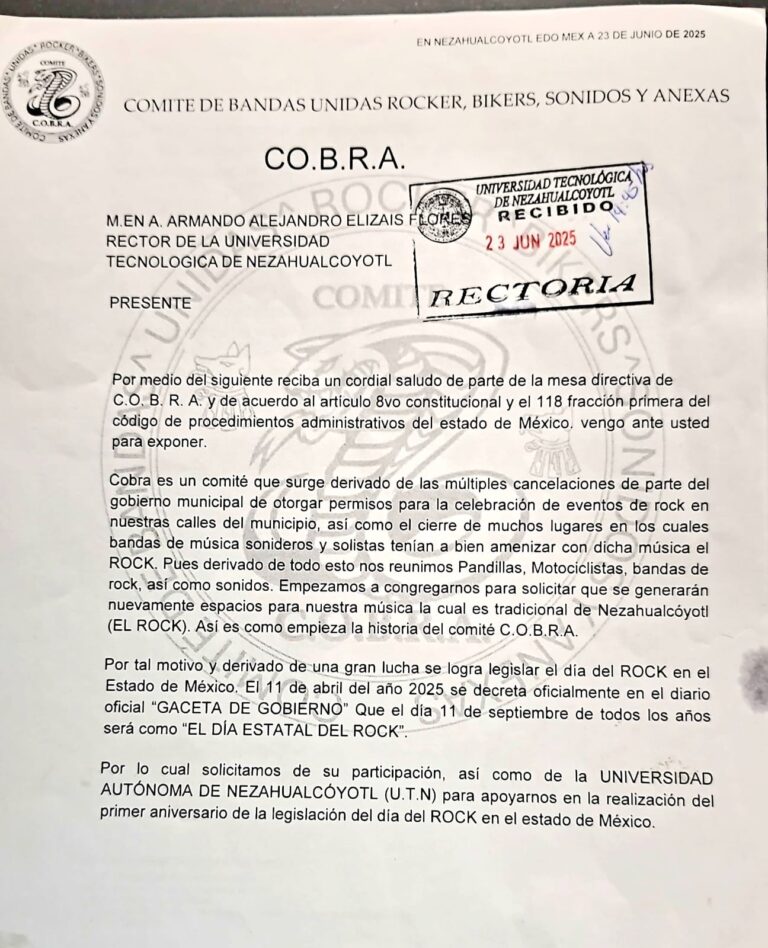 EN NEZAHUALCOYOTL EDO MEX A 23 DE JUNIO DE 2025
COMITE DE BANDAS UNIDAS ROCKER, BIKERS, SONIDOS Y ANEXAS
COMITE
C.O.B.R.A.
COMITE DE BANDAS UNIDAS ROCKER BIKERS SONIDOS Y ANEXAS
CO.B.R.A.
UNIVERSIDAD TECNOLÓGICA
DE NEZAHUALCOYOTL
RECIBIDO
23 JUN 2025
RECTORIA
M.EN A. ARMANDO ALEJANDRO ELIZAIS FLORES
RECTOR DE LA UNIVERSIDAD
TECNOLOGICA DE NEZAHUALCOYOTL
PRESENTE
Por medio del siguiente reciba un cordial saludo de parte de la mesa directiva de
C.O. B. R. A. y de acuerdo al artículo 8vo constitucional y el 118 fracción primera del
código de procedimientos administrativos del estado de México. vengo ante usted
para exponer.
Cobra es un comité que surge derivado de las múltiples cancelaciones de parte del
gobierno municipal de otorgar permisos para la celebración de eventos de rock en
nuestras calles del municipio, así como el cierre de muchos lugares en los cuales
bandas de música sonideros y solistas tenían a bien amenizar con dicha música el
ROCK. Pues derivado de todo esto nos reunimos Pandillas, Motociclistas, bandas de
rock, así como sonidos. Empezamos a congregarnos para solicitar que se generarán
nuevamente espacios para nuestra música la cual es tradicional de Nezahualcóyotl
(EL ROCK). Así es como empieza la historia del comité C.O.B.R.A.
Por tal motivo y derivado de una gran lucha se logra legislar el día del ROCK en el
Estado de México. El 11 de abril del año 2025 se decreta oficialmente en el diario
oficial “GACETA DE GOBIERNO” Que el día 11 de septiembre de todos los años
será como “EL DÍA ESTATAL DEL ROCK”.
Por lo cual solicitamos de su participación, así como de la UNIVERSIDAD
AUTÓNOMA DE NEZAHUALCÓYOTL (U.T.N) para apoyarnos en la realización del
primer aniversario de la legislación del día del ROCK en el estado de México.